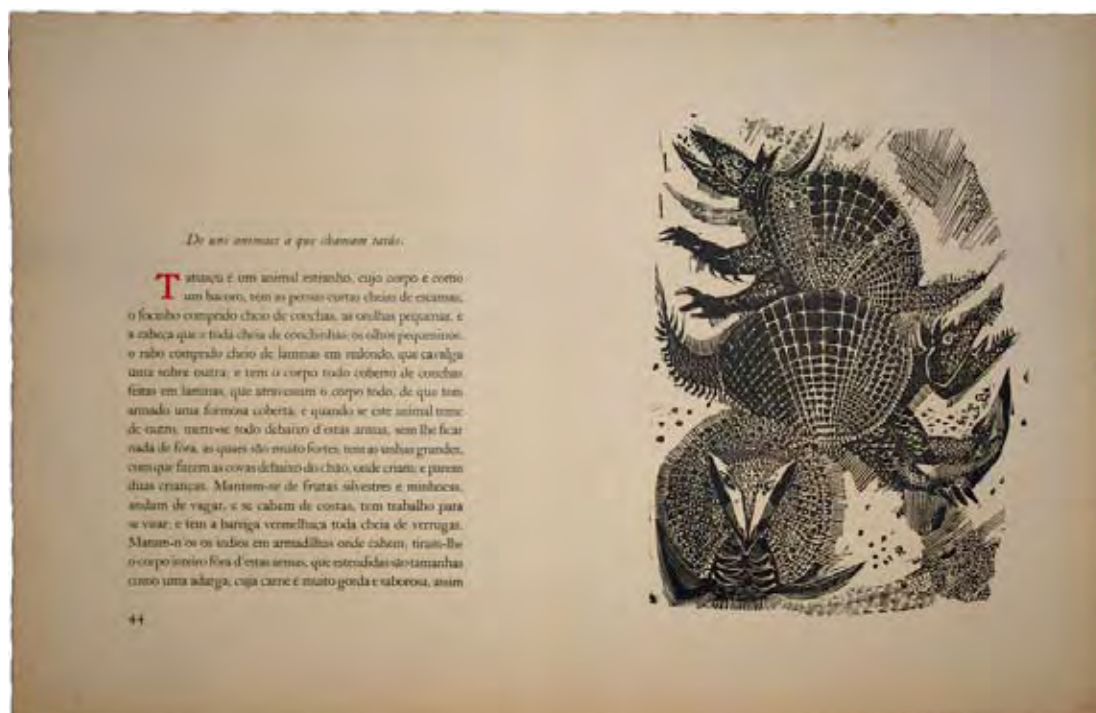 De uns animaes a que chamam tatús.
Tatuaçu é um animal estranho, cujo corpo e como
um bacoro, tem as pernas curtas cheio de escamas,
o focinho comprido cheio de conchas, as orelhas pequenas, e
a cabeça que e toda cheia de conchinhas; os olhos pequeninos,
o rabo comprido cheio de laminas em redondo, que cavalga
uma sobre outra; e tem o corpo todo coberto de conchas
feitas em laminas, que atravessam o corpo todo, de que tem
armado uma formosa coberta; e quando se este animal teme
de outro, mette-se todo debaixo d'estas armas, sem lhe ficar
nada de fóra, as quaes são muito fortes; tem as unhas grandes,
com que fazem as covas debaixo do chão, onde criam; e parem
duas crianças. Mantem-se de frutas silvestres e minhocas,
andam de vagar, e se cahem de costas, tem trabalho para
se virar; e tem a barriga vermelhaça toda cheia de verrugas.
Matam-n'os os indios em armadilhas onde cahem; tiram-lhe
o corpo inteiro fóra d'estas armas, que estendidas são tamanhas
como uma adarga; cuja carne é muito gorda e saborosa, assim
44